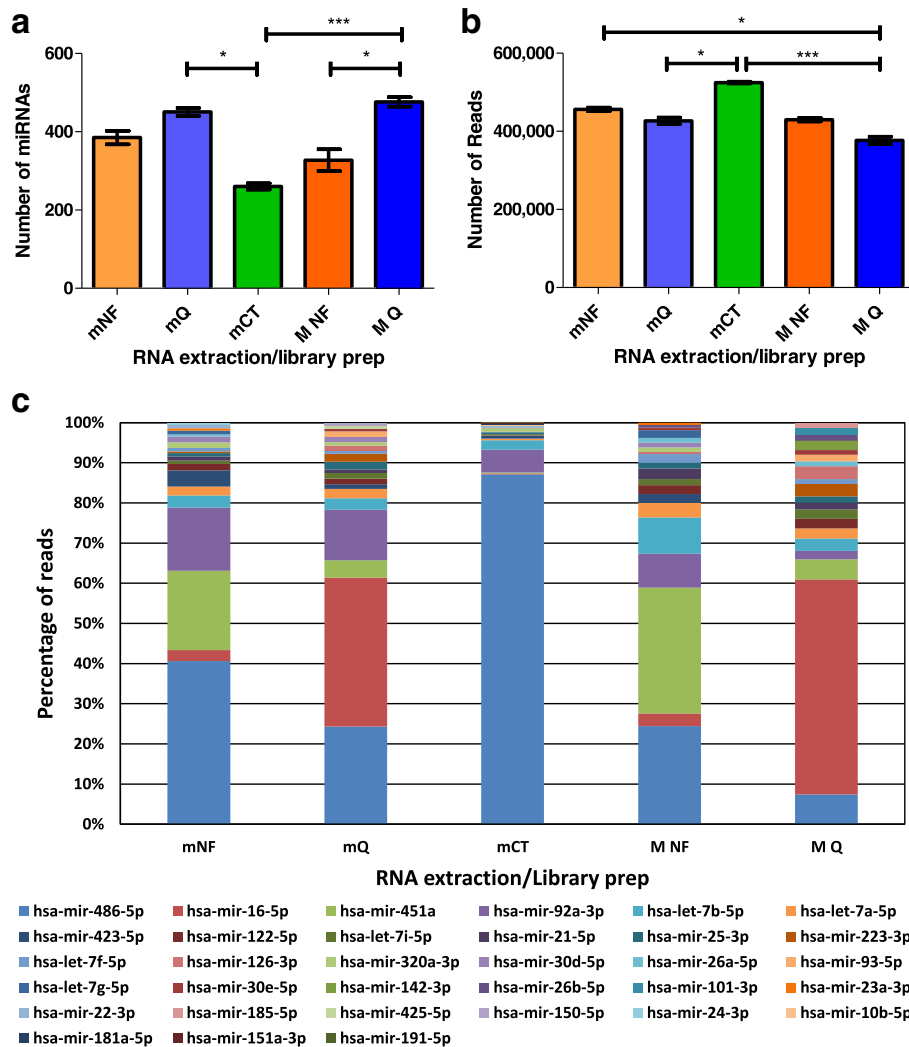 a
***
*
*
600
400
200
0
Number of miRNAs
mNF
mQ
mCT
M NF
M Q
RNA extraction/library prep
b
*
*
***
600,000
400,000
200,000
0
Number of Reads
mNF
mQ
mCT
M NF
M Q
RNA extraction/library prep
c
100%
90%
80%
70%
60%
50%
40%
30%
20%
10%
0%
Percentage of reads
mNF
mQ
mCT
M NF
M Q
RNA extraction/Library prep
hsa-mir-486-5p hsa-mir-16-5p hsa-mir-451a hsa-mir-92a-3p hsa-let-7b-5p hsa-let-7a-5p
hsa-mir-423-5p hsa-mir-122-5p hsa-let-7i-5p hsa-mir-21-5p hsa-mir-25-3p hsa-mir-223-3p
hsa-let-7f-5p hsa-mir-126-3p hsa-mir-320a-3p hsa-mir-30d-5p hsa-mir-26a-5p hsa-mir-93-5p
hsa-let-7g-5p hsa-mir-30e-5p hsa-mir-142-3p hsa-mir-26b-5p hsa-mir-101-3p hsa-mir-23a-3p
hsa-mir-22-3p hsa-mir-185-5p hsa-mir-425-5p hsa-mir-150-5p hsa-mir-24-3p hsa-mir-10b-5p
hsa-mir-181a-5p hsa-mir-151a-3p hsa-mir-191-5p